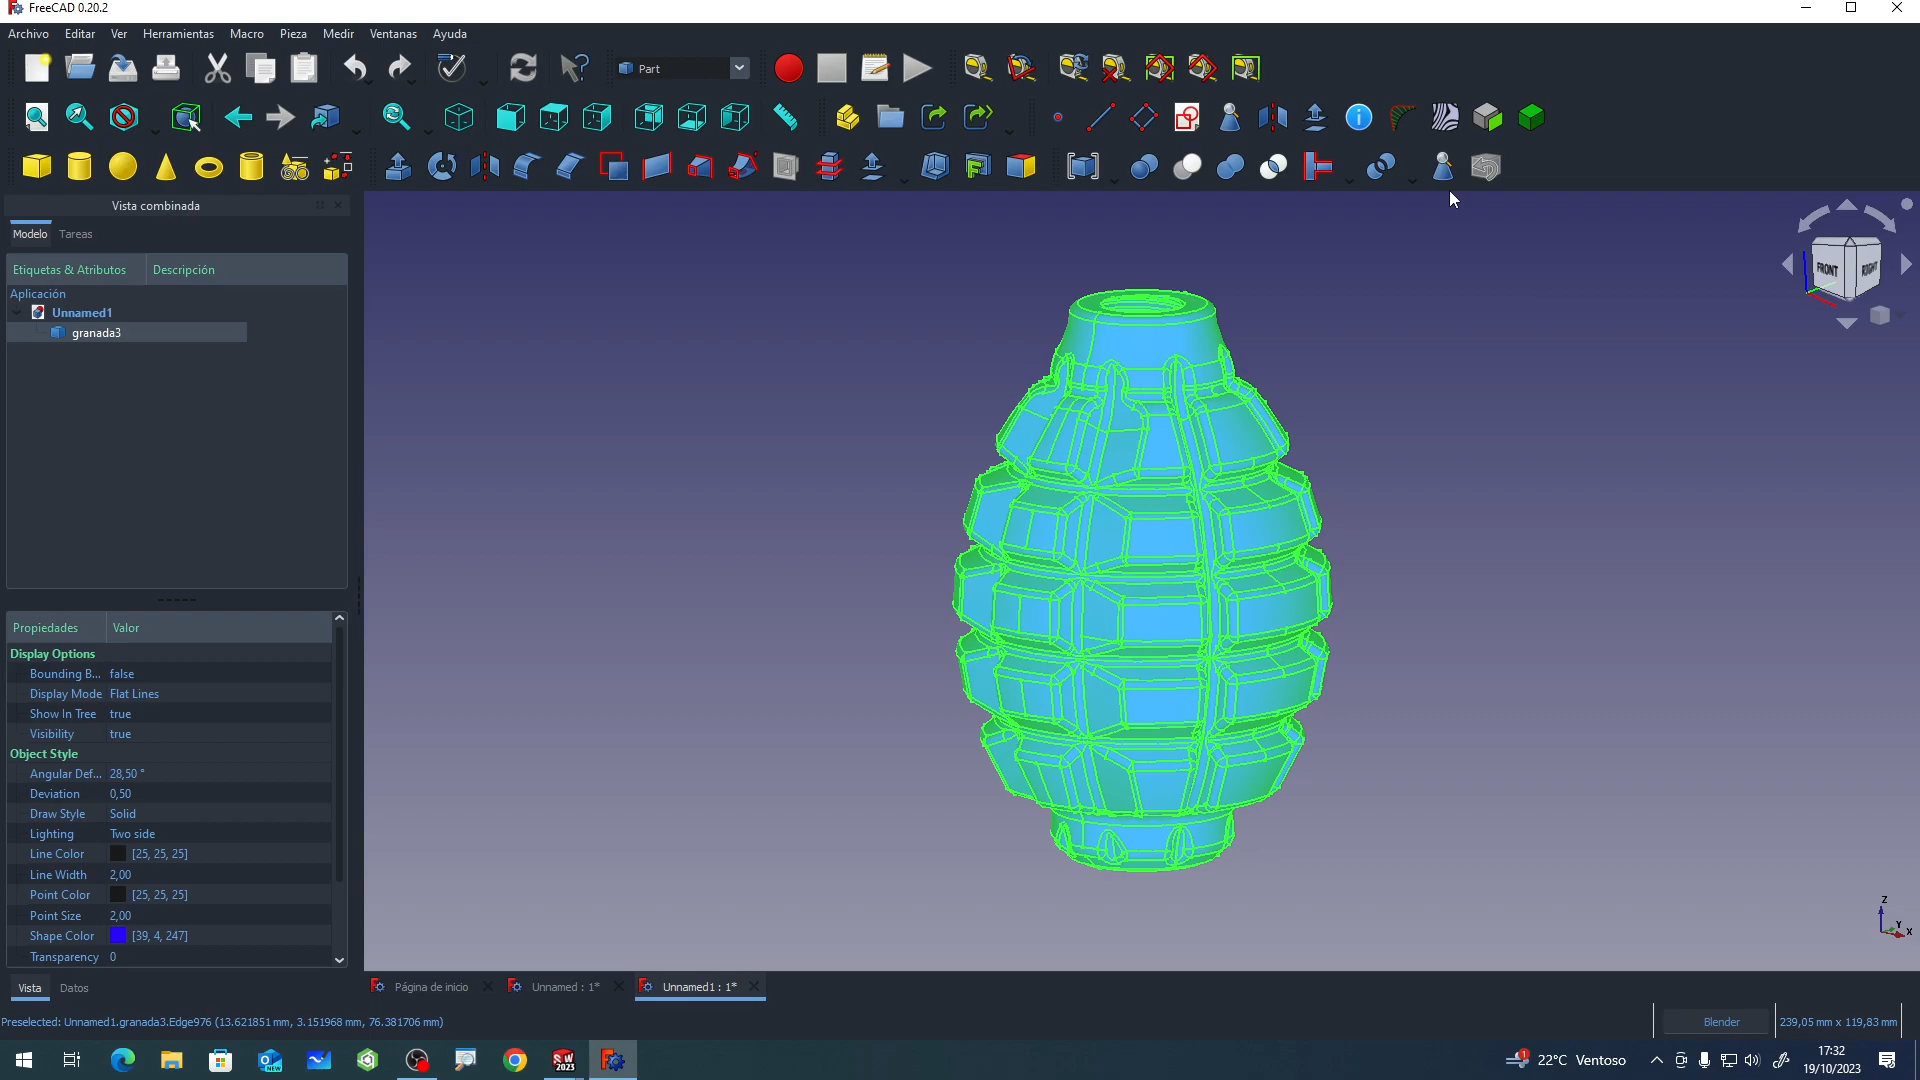 FreeCAD 0.20.2
Archivo Editar Ver Herramientas Macro Pieza Medir Ventanas Ayuda
Part
Vista combinada
Modelo Tareas
Etiquetas & Atributos Descripción
Aplicación
Unnamed1
granada3
FRONT RIGHT
Propiedades Valor
Display Options
Bounding B... false
Display Mode Flat Lines
Show In Tree true
Visibility true
Object Style
Angular Def... 28,50 °
Deviation 0,50
Draw Style Solid
Lighting Two side
Line Color [25, 25, 25]
Line Width 2,00
Point Color [25, 25, 25]
Point Size 2,00
Shape Color [39, 4, 247]
Transparency 0
Z
Y
X
Vista Datos
Página de inicio Unnamed : 1* Unnamed1 : 1*
Preselected: Unnamed1.granada3.Edge976 (13.621851 mm, 3.151968 mm, 76.381706 mm)
Blender 239,05 mm x 119,83 mm
NEW
SW 2023
1
22°C Ventoso
17:32
19/10/2023